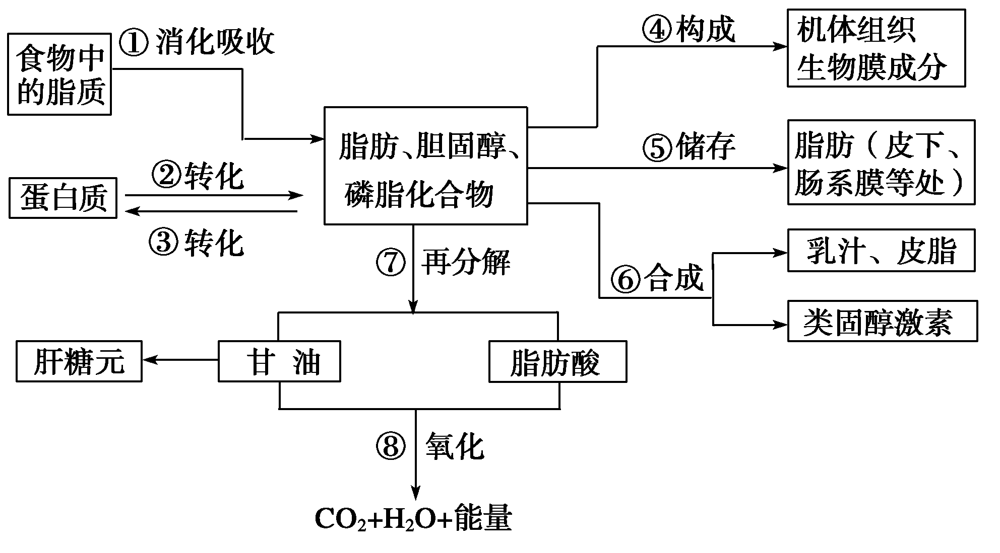 ①消化吸收
食物中
的脂质
④构成
机体组织
生物膜成分
脂肪、胆固醇、
磷脂化合物
⑤储存
脂肪（皮下、
肠系膜等处）
②转化
蛋白质
③转化
⑦再分解
⑥合成
乳汁、皮脂
类固醇激素
肝糖元
甘油
脂肪酸
⑧氧化
CO₂+H₂O+能量